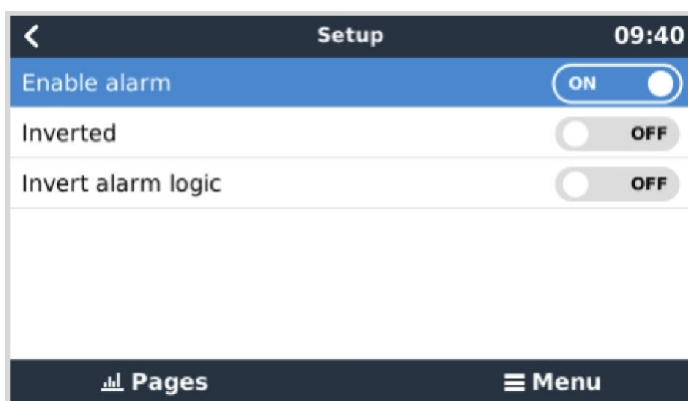 Setup 09:40
Enable alarm ON
Inverted OFF
Invert alarm logic OFF
Pages Menu